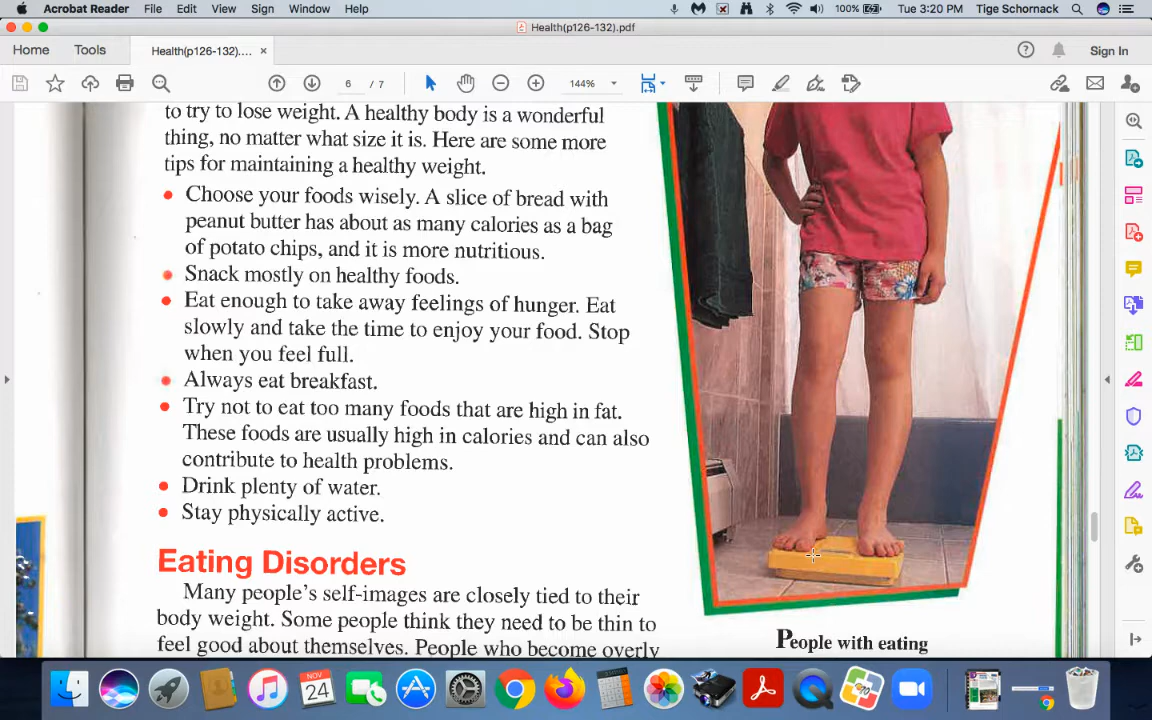 Acrobat Reader File Edit View Sign Window Help 100% Tue 3:20 PM Tige Schornack
Health(p126-132).pdf
Home Tools Health(p126-132).... × Sign In
6 / 7 144%
to try to lose weight. A healthy body is a wonderful
thing, no matter what size it is. Here are some more
tips for maintaining a healthy weight.
• Choose your foods wisely. A slice of bread with
peanut butter has about as many calories as a bag
of potato chips, and it is more nutritious.
• Snack mostly on healthy foods.
• Eat enough to take away feelings of hunger. Eat
slowly and take the time to enjoy your food. Stop
when you feel full.
• Always eat breakfast.
• Try not to eat too many foods that are high in fat.
These foods are usually high in calories and can also
contribute to health problems.
• Drink plenty of water.
• Stay physically active.
Eating Disorders
Many people's self-images are closely tied to their
body weight. Some people think they need to be thin to
feel good about themselves. People who become overly
People with eating
NOV
24